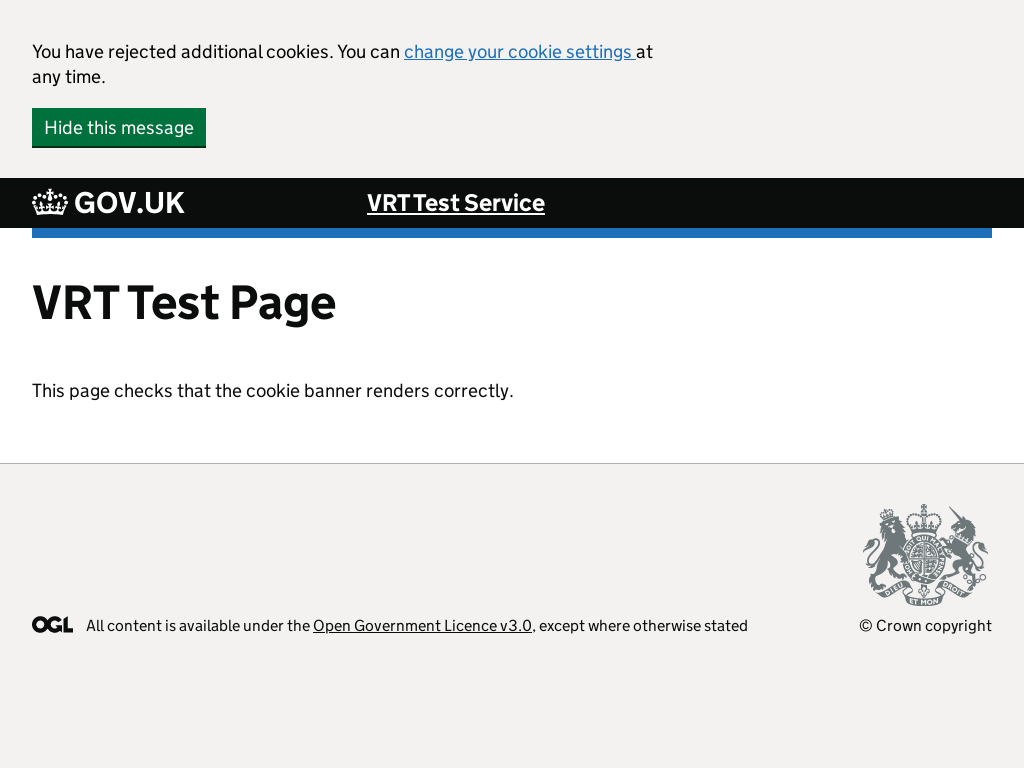 You have rejected additional cookies. You can change your cookie settings at
any time.
Hide this message
GOV.UK
VRT Test Service
VRT Test Page
This page checks that the cookie banner renders correctly.
DIEU ET MON DROIT
OGL
All content is available under the Open Government Licence v3.0, except where otherwise stated
© Crown copyright